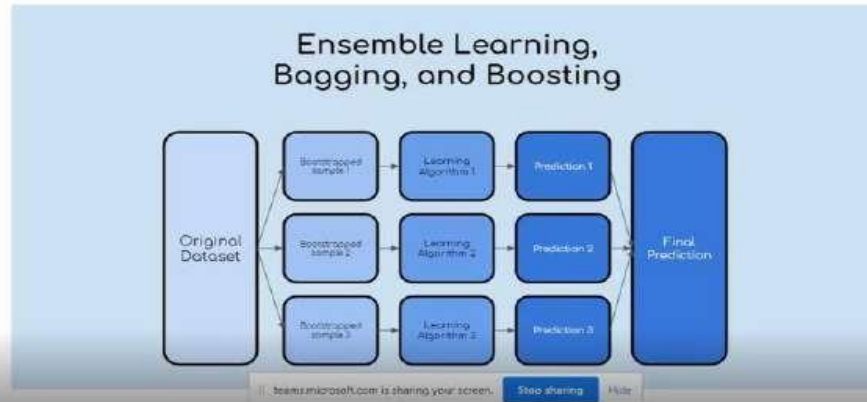 Ensemble Learning,
Bagging, and Boosting
Original
Dataset
Bootstrapped
sample 1
Learning
Algorithm 1
Prediction 1
Bootstrapped
sample 2
Learning
Algorithm 2
Prediction 2
Bootstrapped
sample 3
Learning
Algorithm 3
Prediction 3
Final
Prediction
teams.microsoft.com is sharing your screen.
Stop sharing
Hide